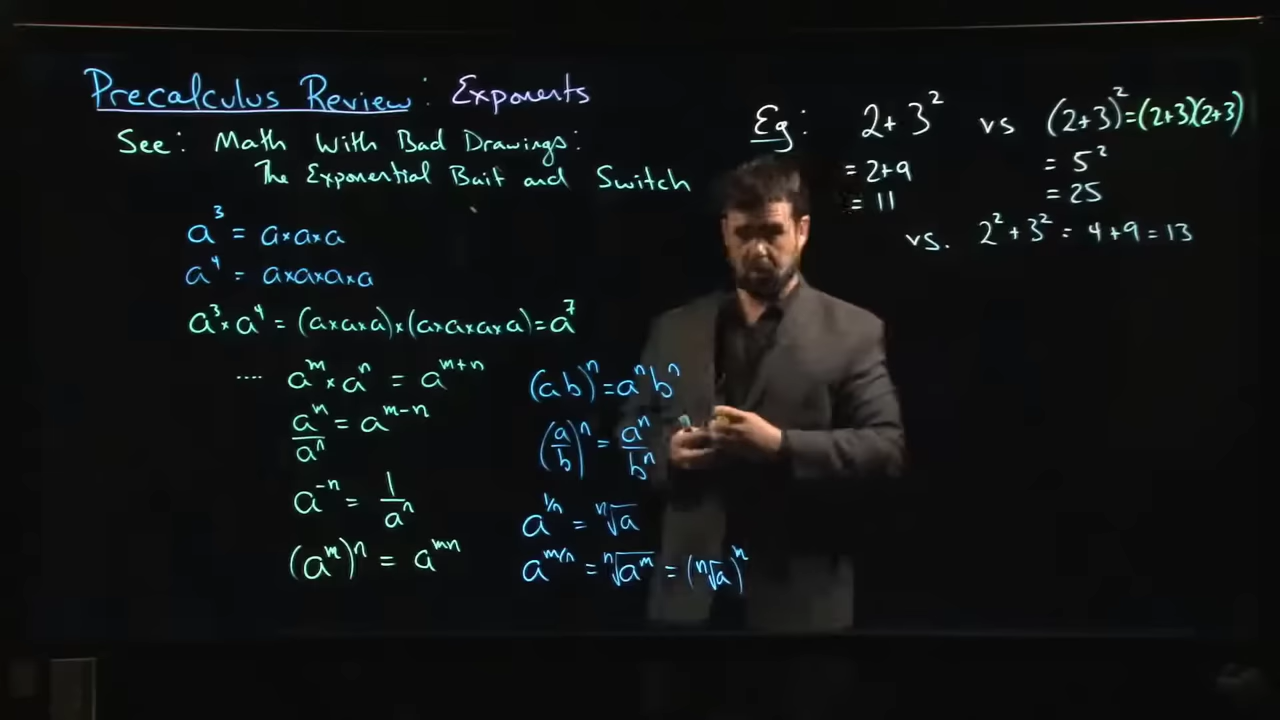 Precalculus Review: Exponents
See: Math With Bad Drawings:
The Exponential Bait and Switch
a³ = a×a×a
a⁴ = a×a×a×a
a³×a⁴ = (a×a×a)×(a×a×a×a)=a⁷
.... aᵐ × aⁿ = aᵐ⁺ⁿ
aᵐ/aⁿ = aᵐ⁻ⁿ
a⁻ⁿ = 1/aⁿ
(aᵐ)ⁿ = aᵐⁿ
(ab)ⁿ=aⁿbⁿ
(a/b)ⁿ = aⁿ/bⁿ
a^(1/n) = ⁿ√a
a^(m/n) = ⁿ√(aᵐ) = (ⁿ√a)ᵐ
Eg: 2+3² vs (2+3)²=(2+3)(2+3)
= 2+9 = 5²
= 11 = 25
vs. 2²+3² = 4+9=13